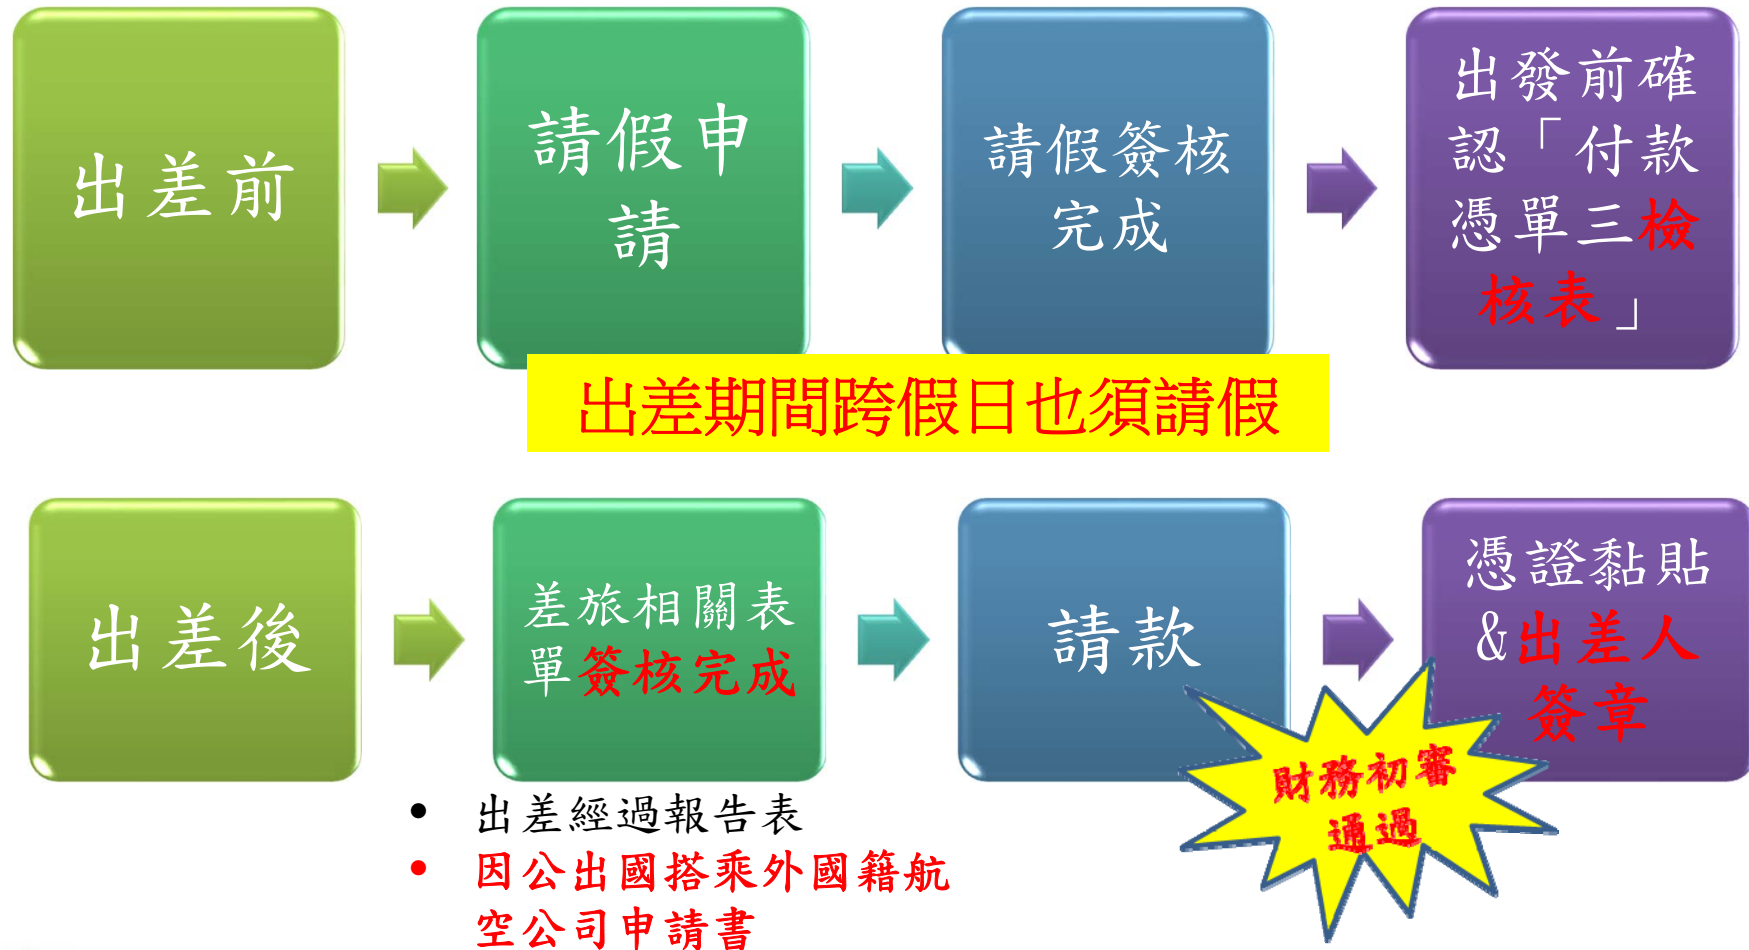 出差前
請假申
請
請假簽核
完成
出發前確
認「付款
憑單三檢
核表」
出差期間跨假日也須請假
出差後
差旅相關表
單簽核完成
請款
憑證黏貼
&出差人
簽章
財務初審
通過
• 出差經過報告表
• 因公出國搭乘外國籍航
空公司申請書